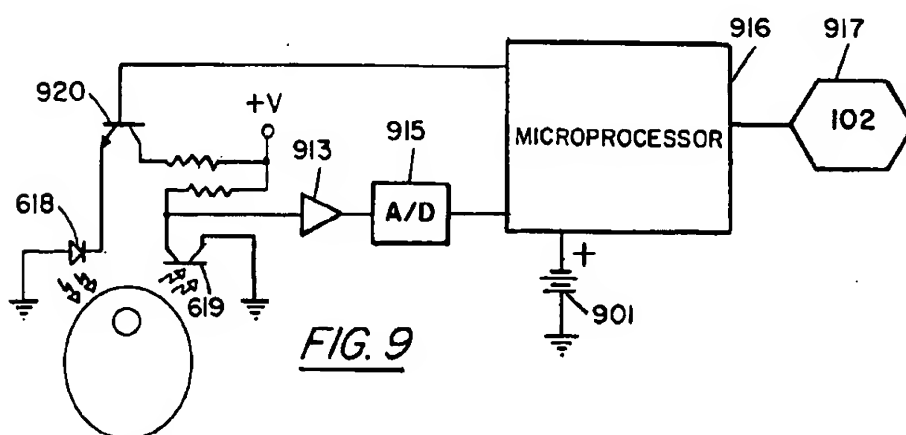 916
917
920
+V
913
915
MICROPROCESSOR
102
618
A/D
619
+
901
FIG. 9